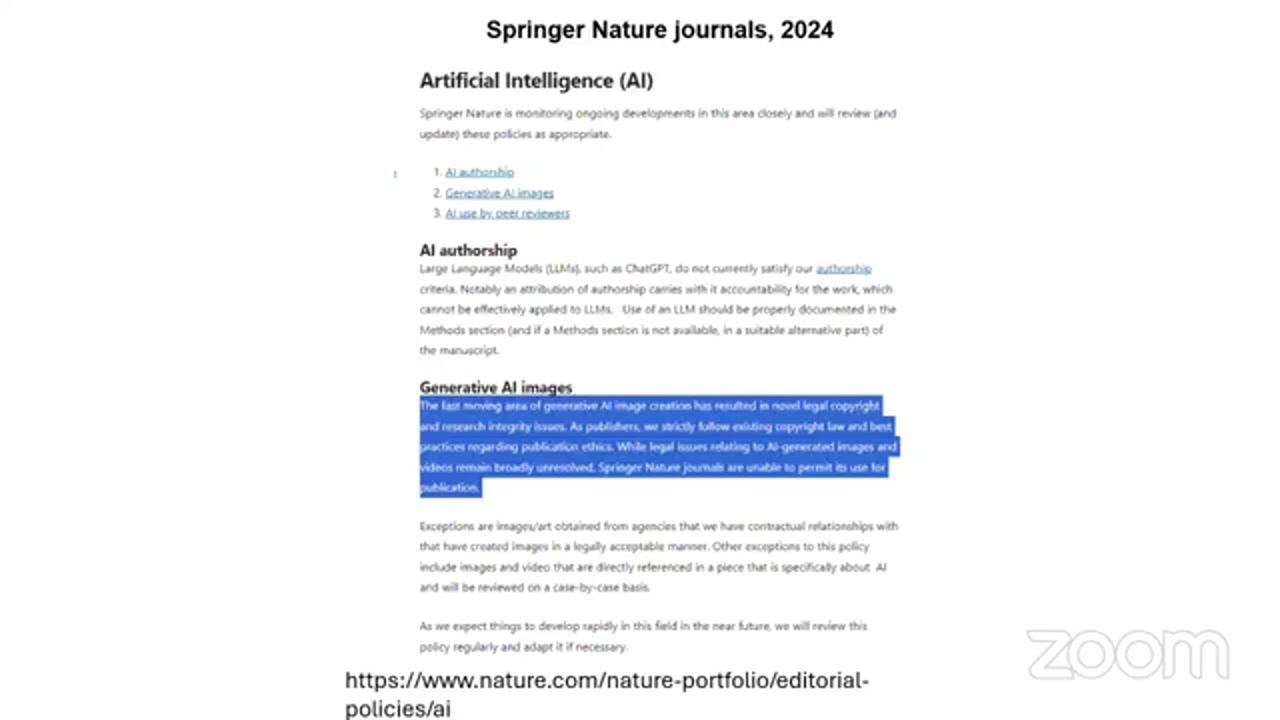 Springer Nature journals, 2024
Artificial Intelligence (AI)
Springer Nature is monitoring ongoing developments in this area closely and will review (and
update) these policies as appropriate.
1. AI authorship
2. Generative AI images
3. AI use by peer reviewers
AI authorship
Large Language Models (LLMs), such as ChatGPT, do not currently satisfy our authorship
criteria. Notably an attribution of authorship carries with it accountability for the work, which
cannot be effectively applied to LLMs. Use of an LLM should be properly documented in the
Methods section (and if a Methods section is not available, in a suitable alternative part) of
the manuscript.
Generative AI images
The fast moving area of generative AI image creation has resulted in novel legal copyright
and research integrity issues. As publishers, we strictly follow existing copyright law and best
practices regarding publication ethics. While legal issues relating to AI-generated images and
videos remain broadly unresolved, Springer Nature journals are unable to permit its use for
publication.
Exceptions are images/art obtained from agencies that we have contractual relationships with
that have created images in a legally acceptable manner. Other exceptions to this policy
include images and video that are directly referenced in a piece that is specifically about AI
and will be reviewed on a case-by-case basis.
As we expect things to develop rapidly in this field in the near future, we will review this
policy regularly and adapt it if necessary.
https://www.nature.com/nature-portfolio/editorial-
policies/ai
zoom